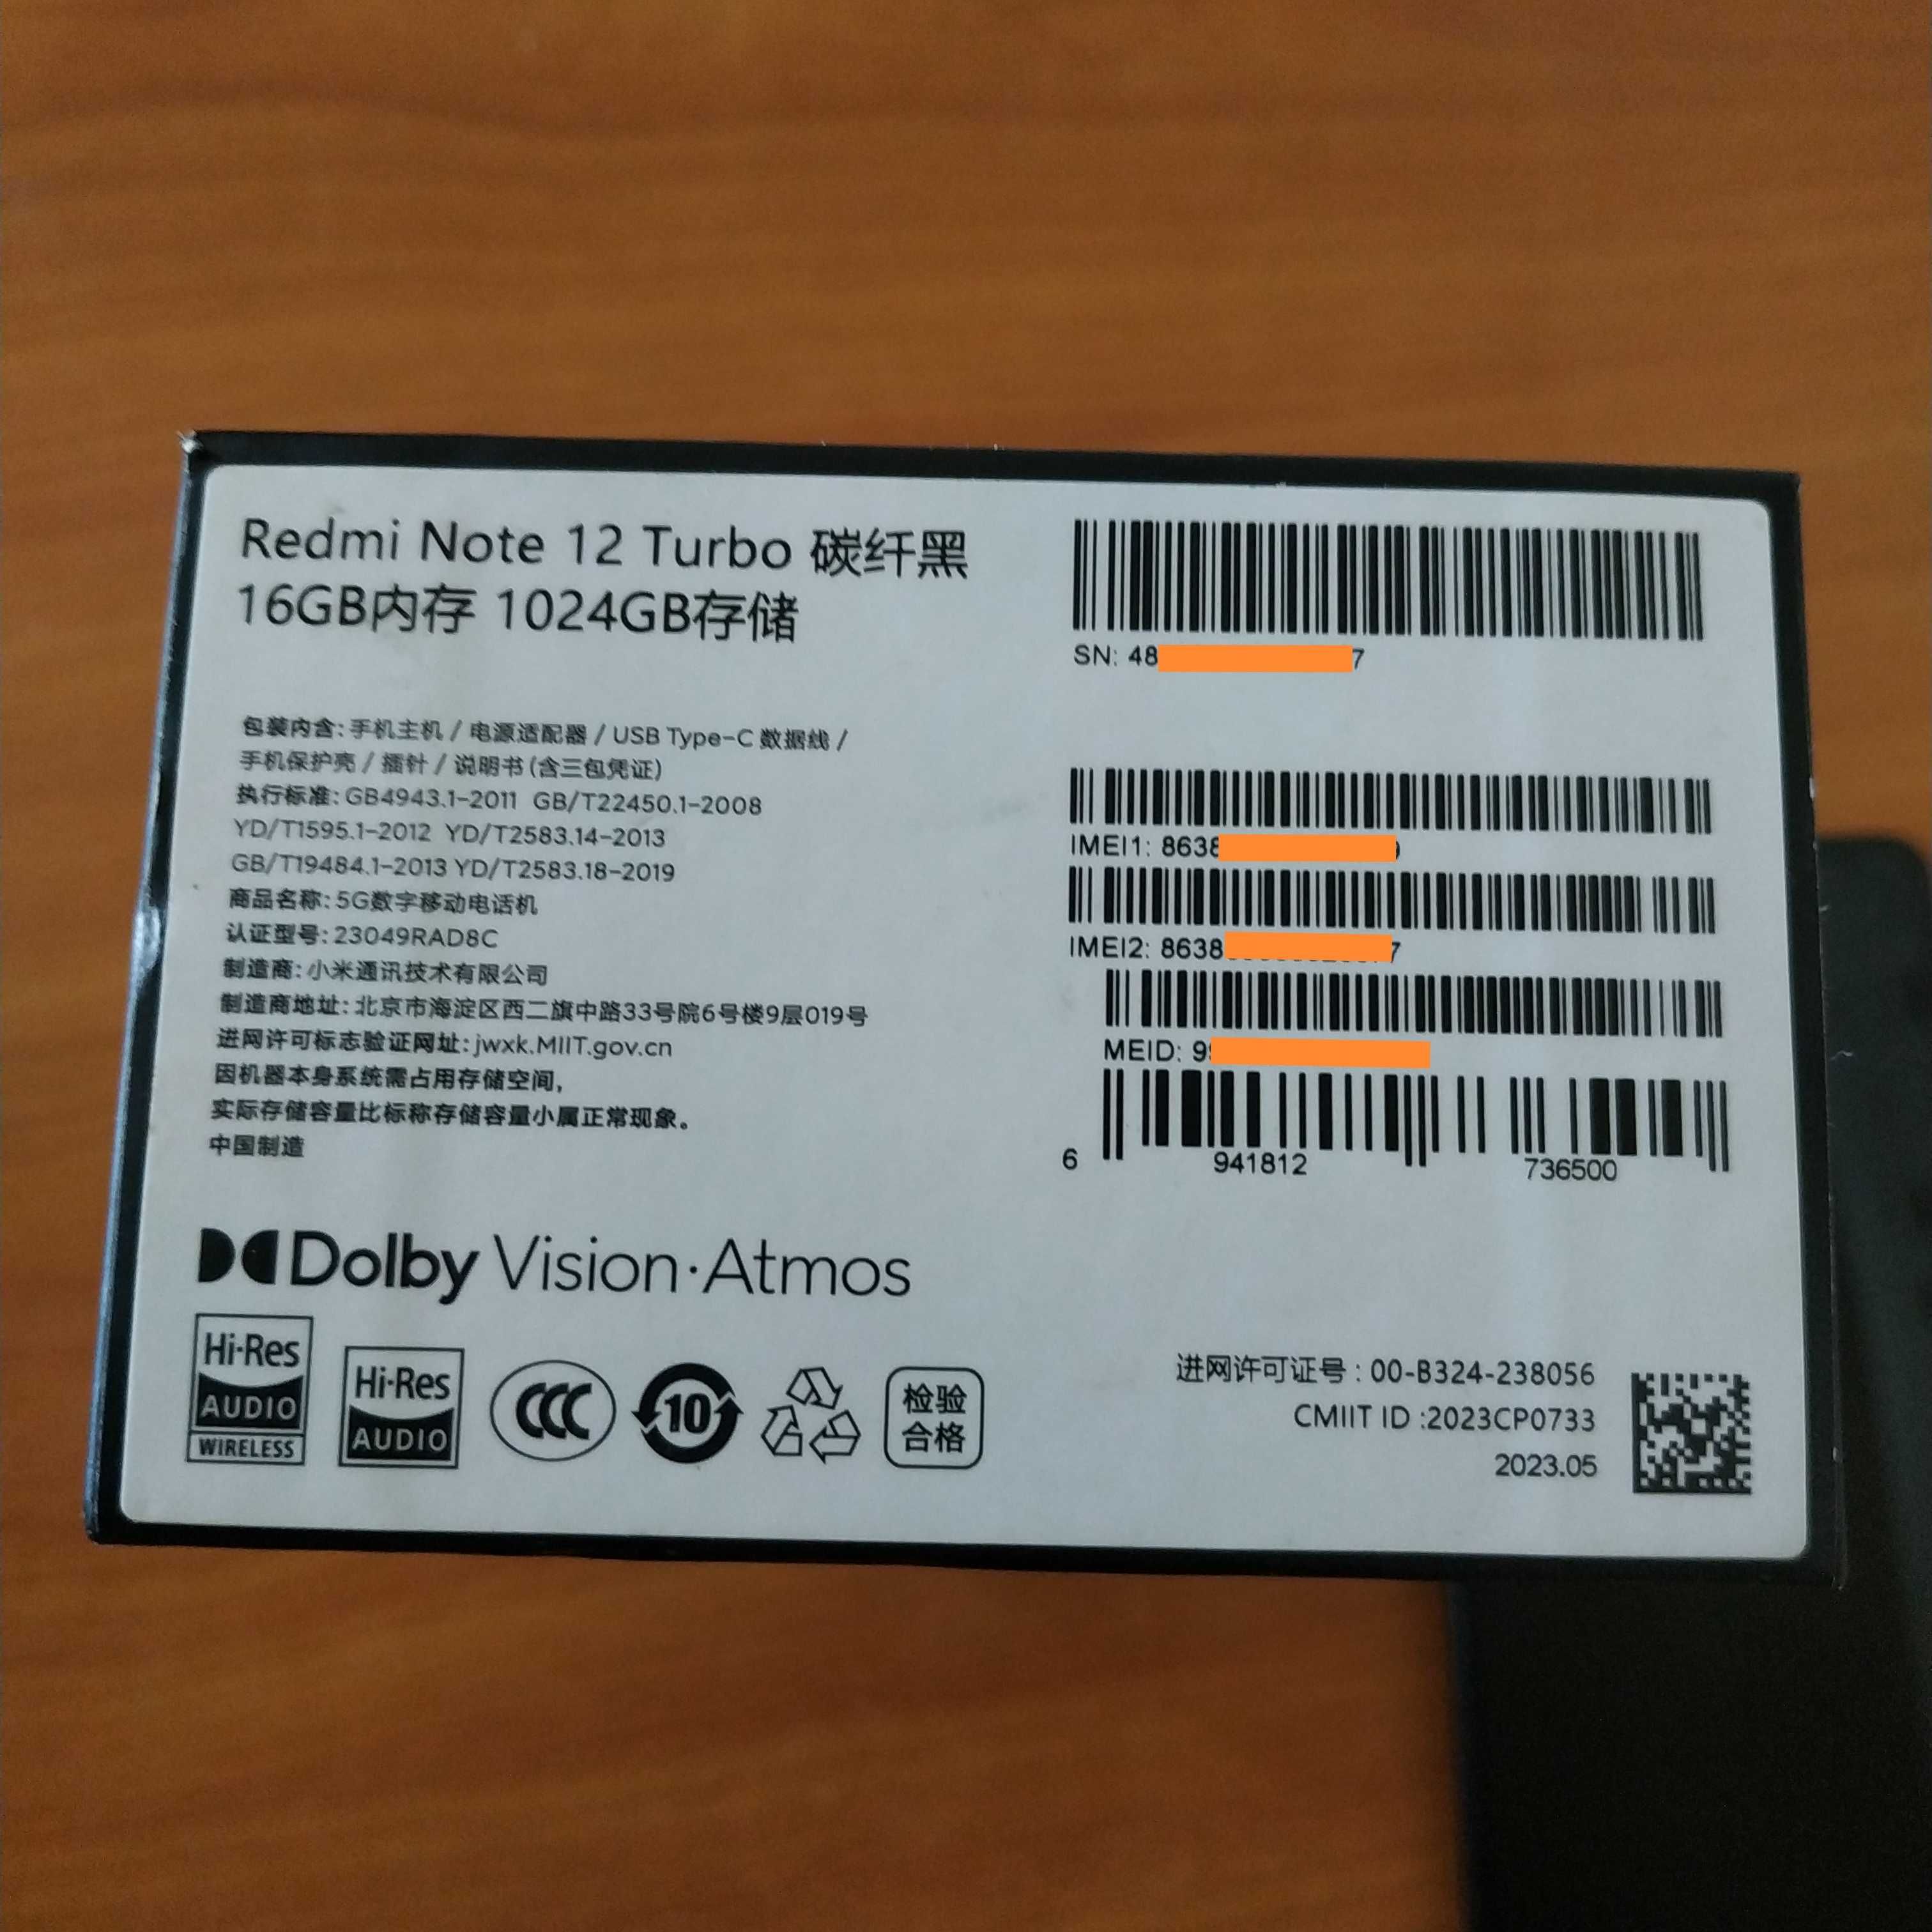 Redmi Note 12 Turbo 碳纤黑
16GB内存 1024GB存储
包装内含: 手机主机 / 电源适配器 / USB Type-C 数据线 /
手机保护壳 / 插针 / 说明书 (含三包凭证)
执行标准: GB4943.1-2011 GB/T22450.1-2008
YD/T1595.1-2012 YD/T2583.14-2013
GB/T19484.1-2013 YD/T2583.18-2019
商品名称: 5G数字移动电话机
认证型号: 23049RAD8C
制造商: 小米通讯技术有限公司
制造商地址: 北京市海淀区西二旗中路33号院6号楼9层019号
进网许可标志验证网址: jwxk.MIIT.gov.cn
因机器本身系统需占用存储空间,
实际存储容量比标称存储容量小属正常现象。
中国制造
Dolby Vision·Atmos
Hi-Res
AUDIO
WIRELESS
Hi-Res
AUDIO
CCC
10
检验
合格
SN: 48 7
IMEI1: 8638
IMEI2: 8638 7
MEID: 9
6 941812 736500
进网许可证号 : 00-B324-238056
CMIIT ID :2023CP0733
2023.05